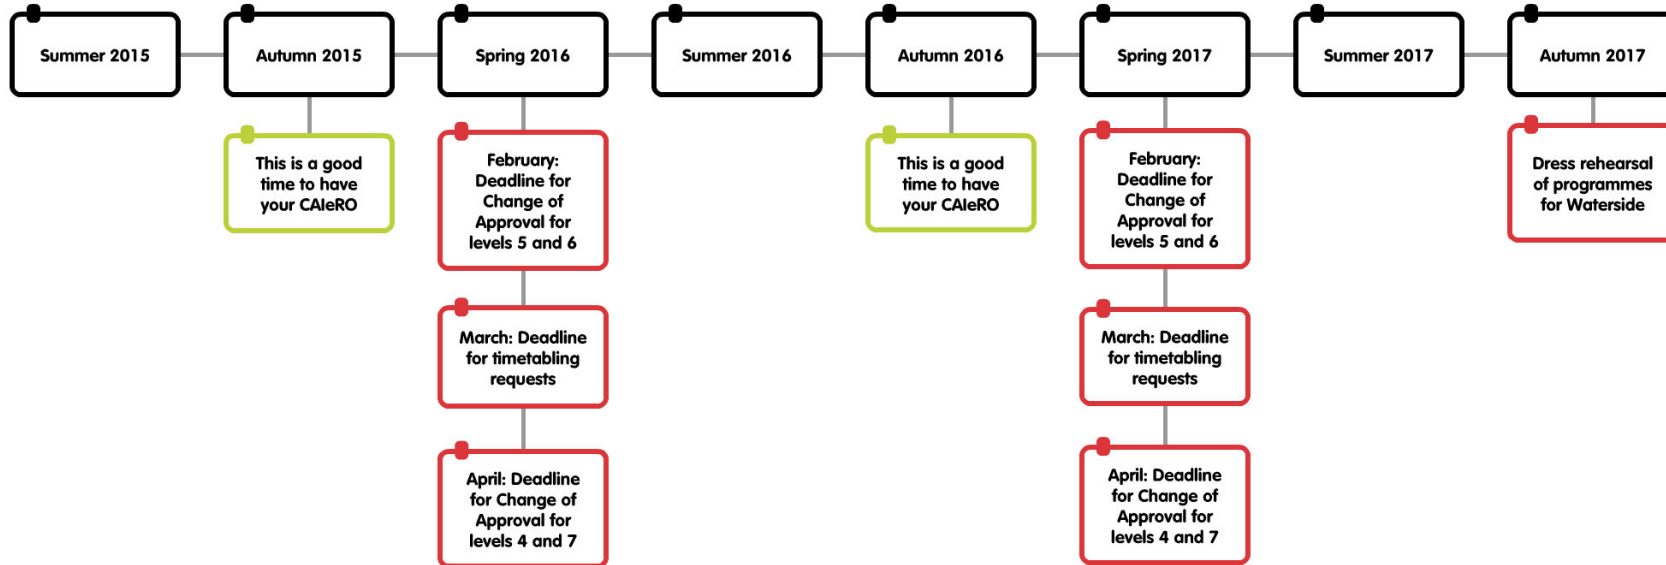 Summer 2015
Autumn 2015
Spring 2016
Summer 2016
Autumn 2016
Spring 2017
Summer 2017
Autumn 2017
This is a good
time to have
your CAIeRO
February:
Deadline for
Change of
Approval for
levels 5 and 6
March: Deadline
for timetabling
requests
April: Deadline
for Change of
Approval for
levels 4 and 7
This is a good
time to have
your CAIeRO
February:
Deadline for
Change of
Approval for
levels 5 and 6
March: Deadline
for timetabling
requests
April: Deadline
for Change of
Approval for
levels 4 and 7
Dress rehearsal
of programmes
for Waterside